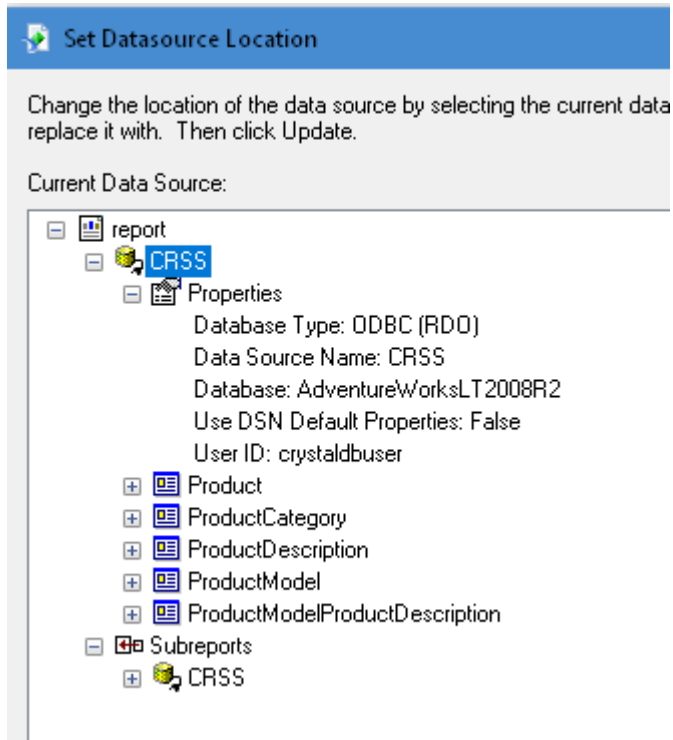 Set Datasource Location
Change the location of the data source by selecting the current data
replace it with. Then click Update.
Current Data Source:
report
CRSS
Properties
Database Type: ODBC (RDO)
Data Source Name: CRSS
Database: AdventureWorksLT2008R2
Use DSN Default Properties: False
User ID: crystaldbuser
Product
ProductCategory
ProductDescription
ProductModel
ProductModelProductDescription
Subreports
CRSS